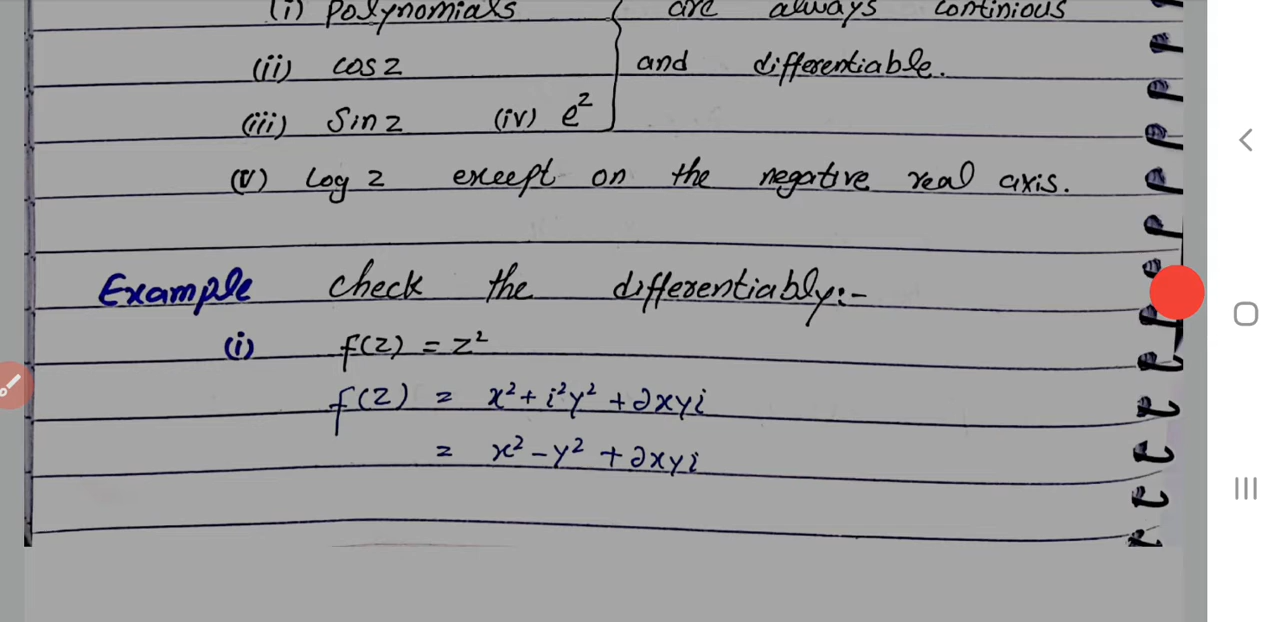 (i) Polynomials } are always continious
(ii) cos z and differentiable.
(iii) Sin z (iv) e^z
(v) Log z except on the negative real axis.
Example check the differentiably:-
(i) f(z) = z²
f(z) = x² + i²y² + 2xyi
= x² - y² + 2xyi